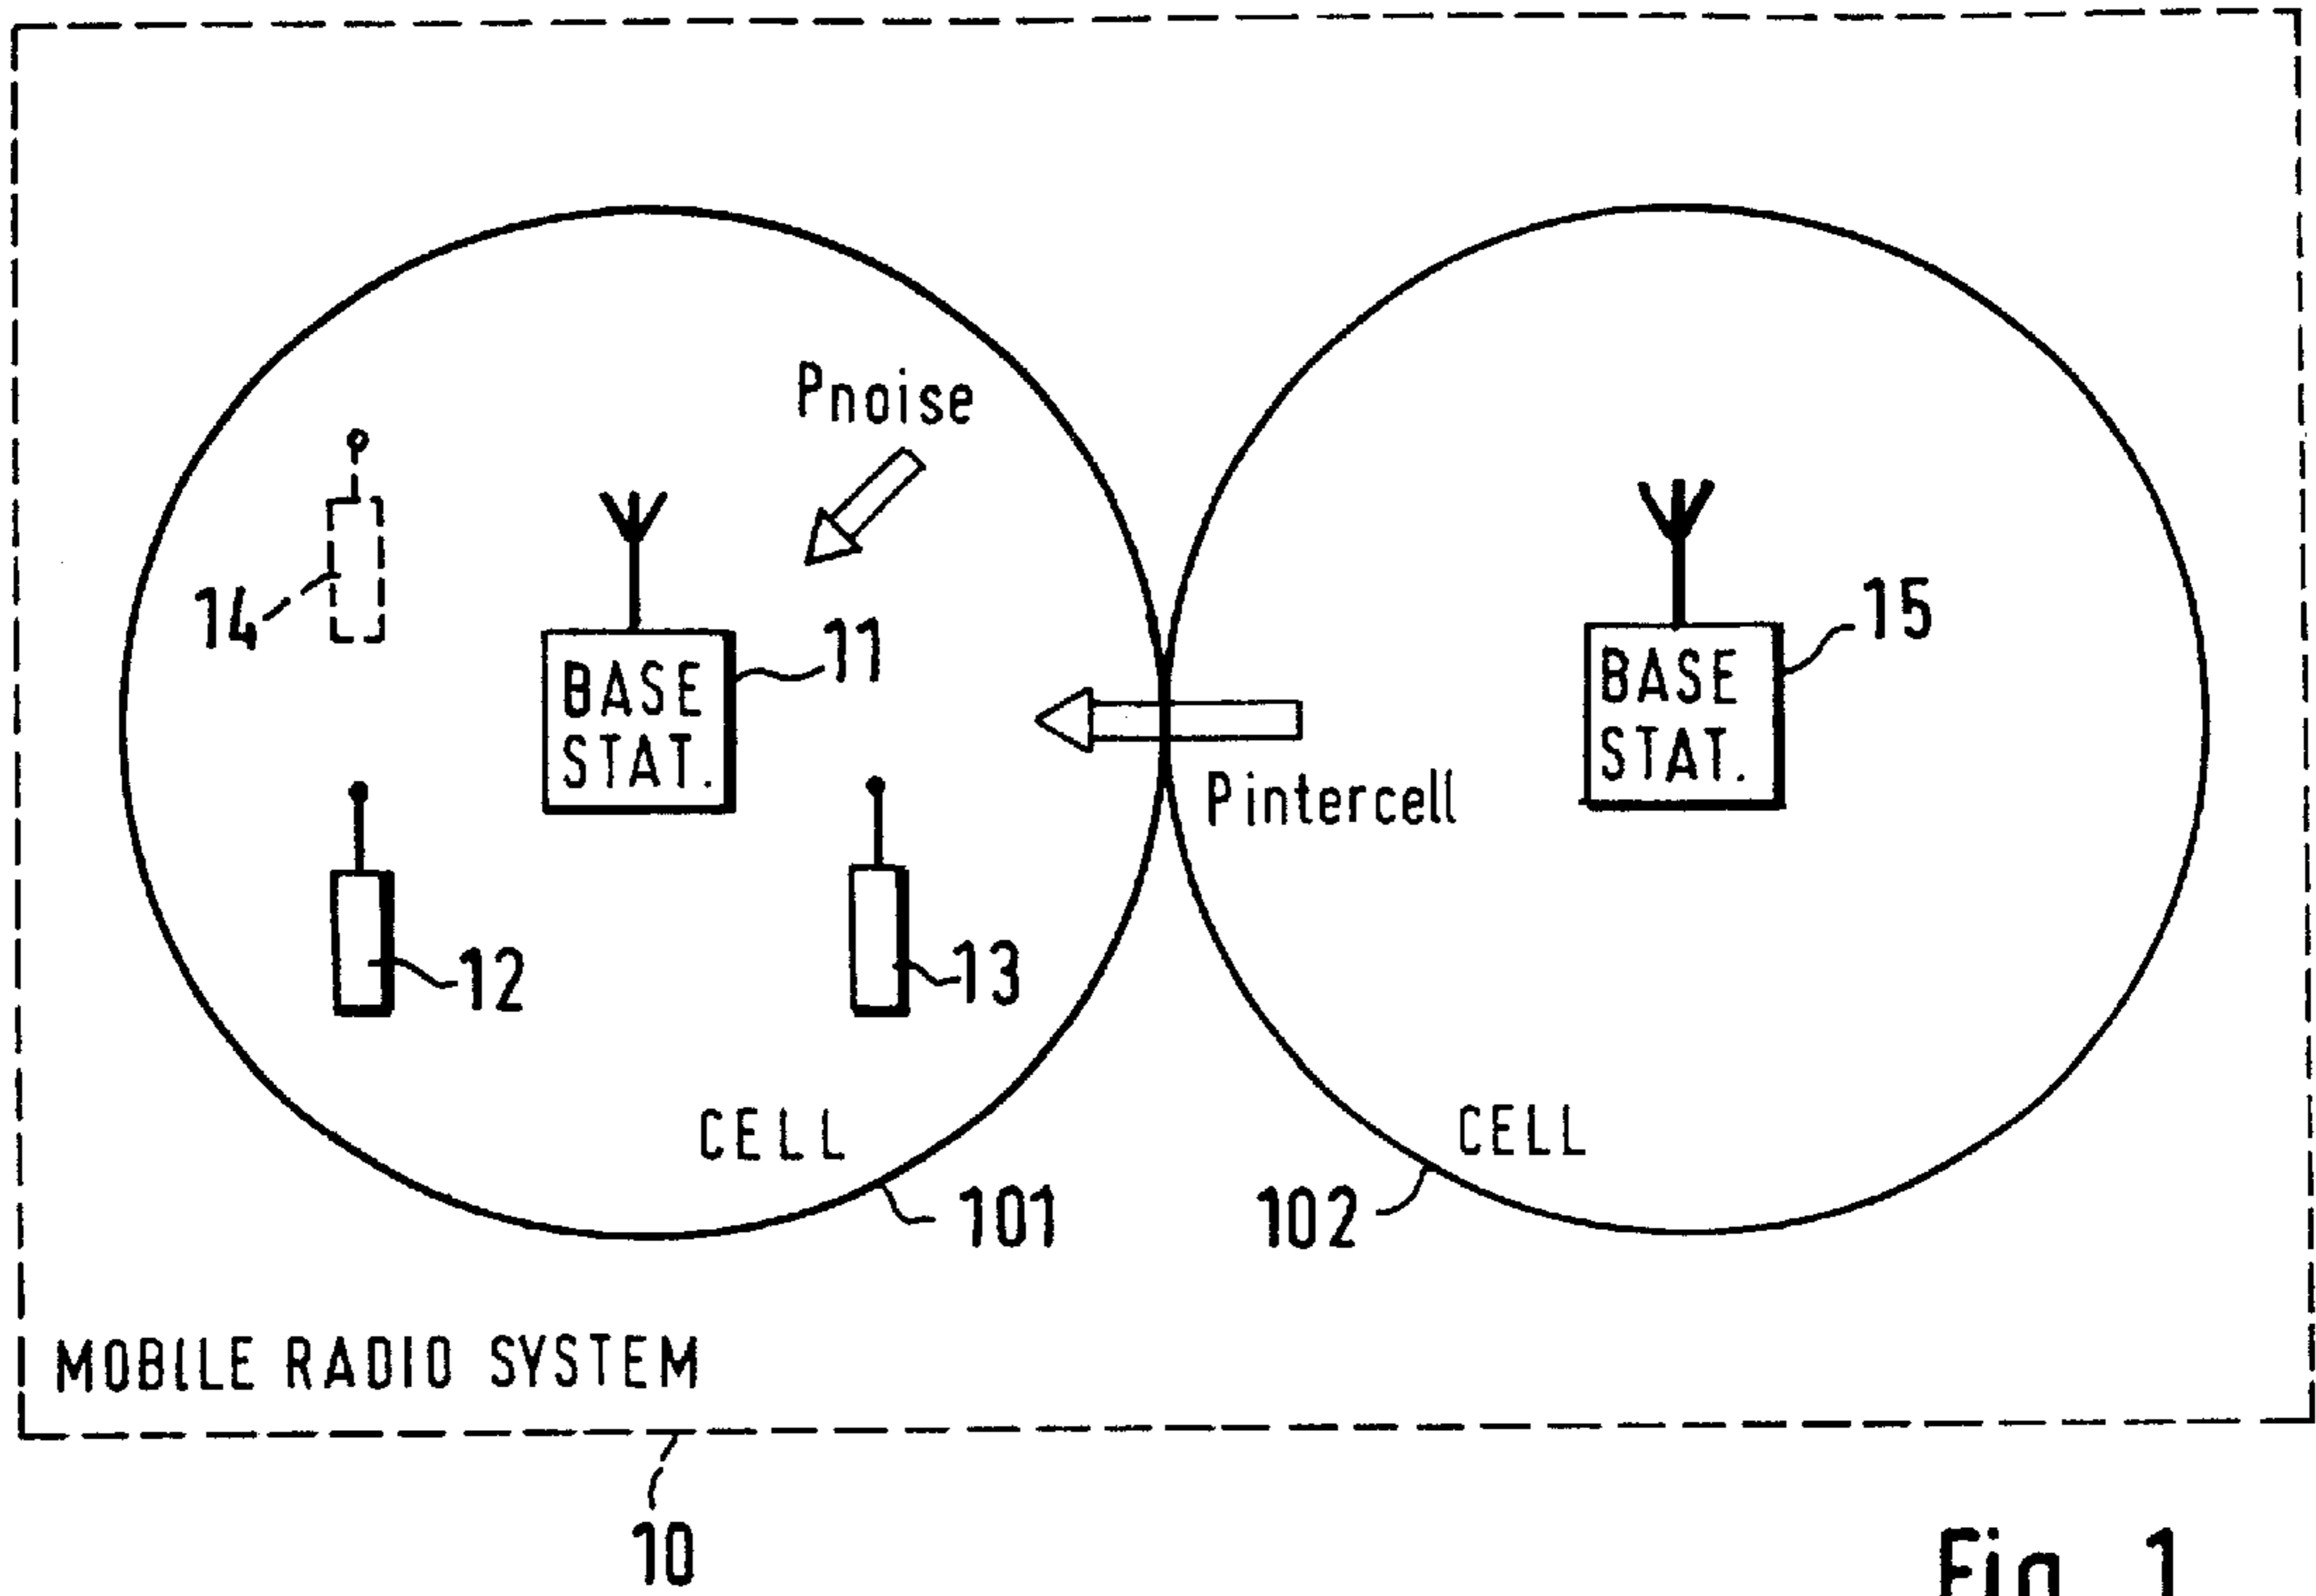 Pnoise
14
11
BASE
STAT.
15
BASE
STAT.
Pintercell
12
13
CELL
CELL
101
102
MOBILE RADIO SYSTEM
10
Fig. 1